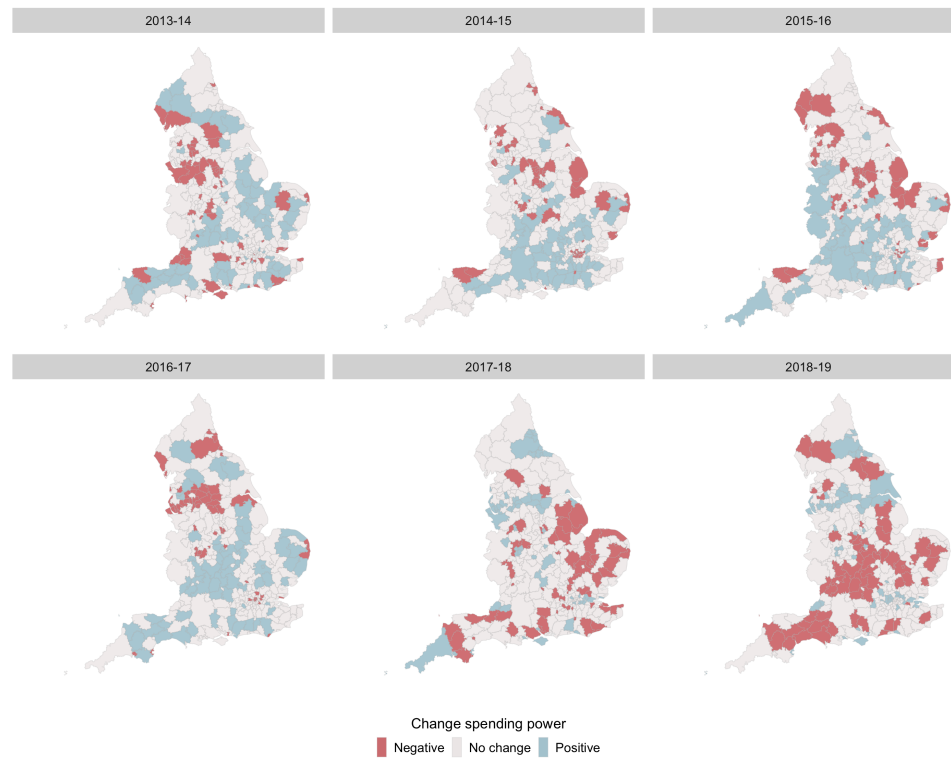 2013-14
2014-15
2015-16
2016-17
2017-18
2018-19
Change spending power
Negative
No change
Positive